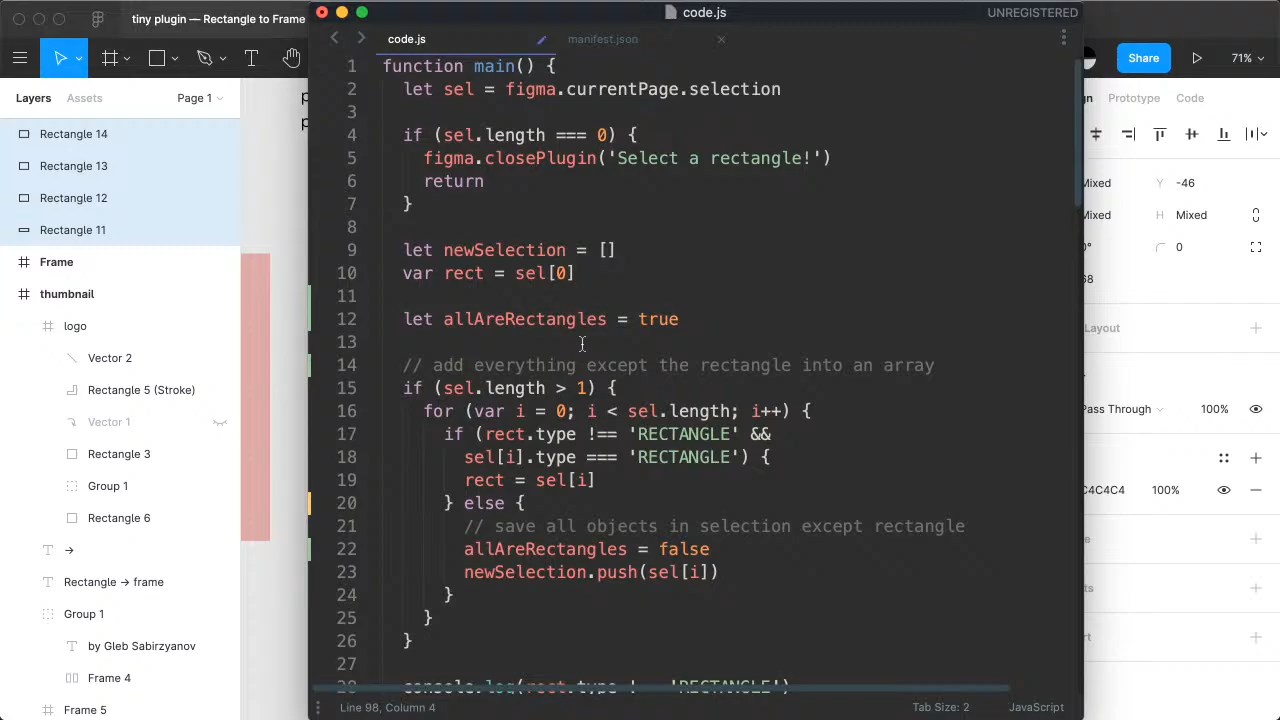 tiny plugin — Rectangle to Frame
code.js
UNREGISTERED
code.js
manifest.json
Share
71%
Layers
Assets
Page 1
Prototype
Code
Rectangle 14
Rectangle 13
Rectangle 12
Rectangle 11
Frame
thumbnail
logo
Vector 2
Rectangle 5 (Stroke)
Vector 1
Rectangle 3
Group 1
Rectangle 6
→
Rectangle → frame
Group 1
by Gleb Sabirzyanov
Frame 4
Frame 5
1 function main() {
2 let sel = figma.currentPage.selection
3
4 if (sel.length === 0) {
5 figma.closePlugin('Select a rectangle!')
6 return
7 }
8
9 let newSelection = []
10 var rect = sel[0]
11
12 let allAreRectangles = true
13
14 // add everything except the rectangle into an array
15 if (sel.length > 1) {
16 for (var i = 0; i < sel.length; i++) {
17 if (rect.type !== 'RECTANGLE' &&
18 sel[i].type === 'RECTANGLE') {
19 rect = sel[i]
20 } else {
21 // save all objects in selection except rectangle
22 allAreRectangles = false
23 newSelection.push(sel[i])
24 }
25 }
26 }
27
28 console.log(rect.type ! 'RECTANGLE')
Line 98, Column 4
Tab Size: 2
JavaScript
Mixed
Y -46
Mixed
H Mixed
0
Layout
Pass Through
100%
C4C4C4
100%